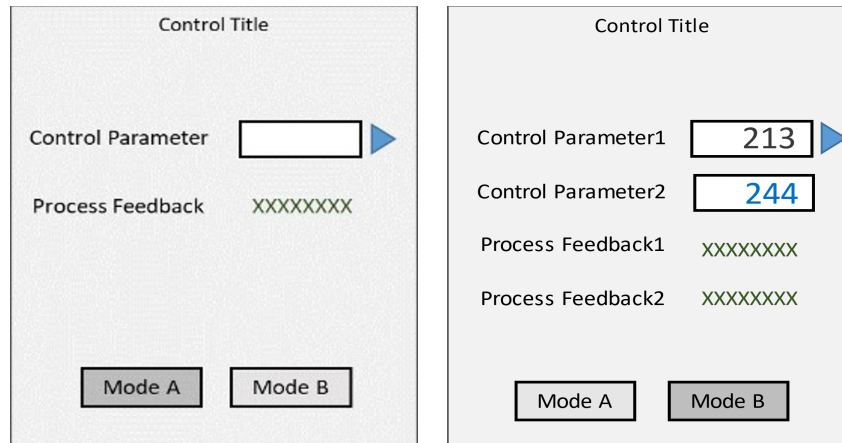 Control Title
Control Parameter
Process Feedback XXXXXXXX
Mode A Mode B
Control Title
Control Parameter1 213
Control Parameter2 244
Process Feedback1 XXXXXXXX
Process Feedback2 XXXXXXXX
Mode A Mode B